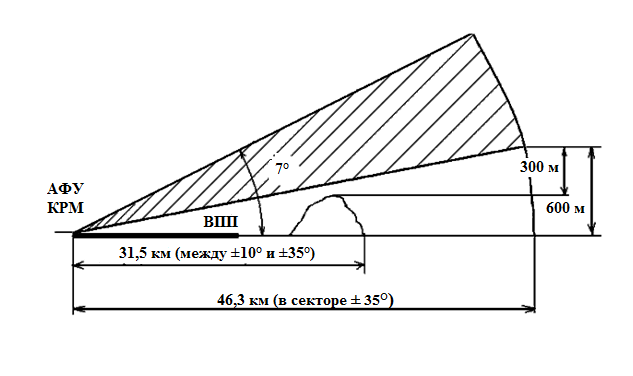 7°
300 м
АФУ
КРМ
600 м
ВПП
31,5 км (между ±10° и ±35°)
46,3 км (в секторе ± 35°)